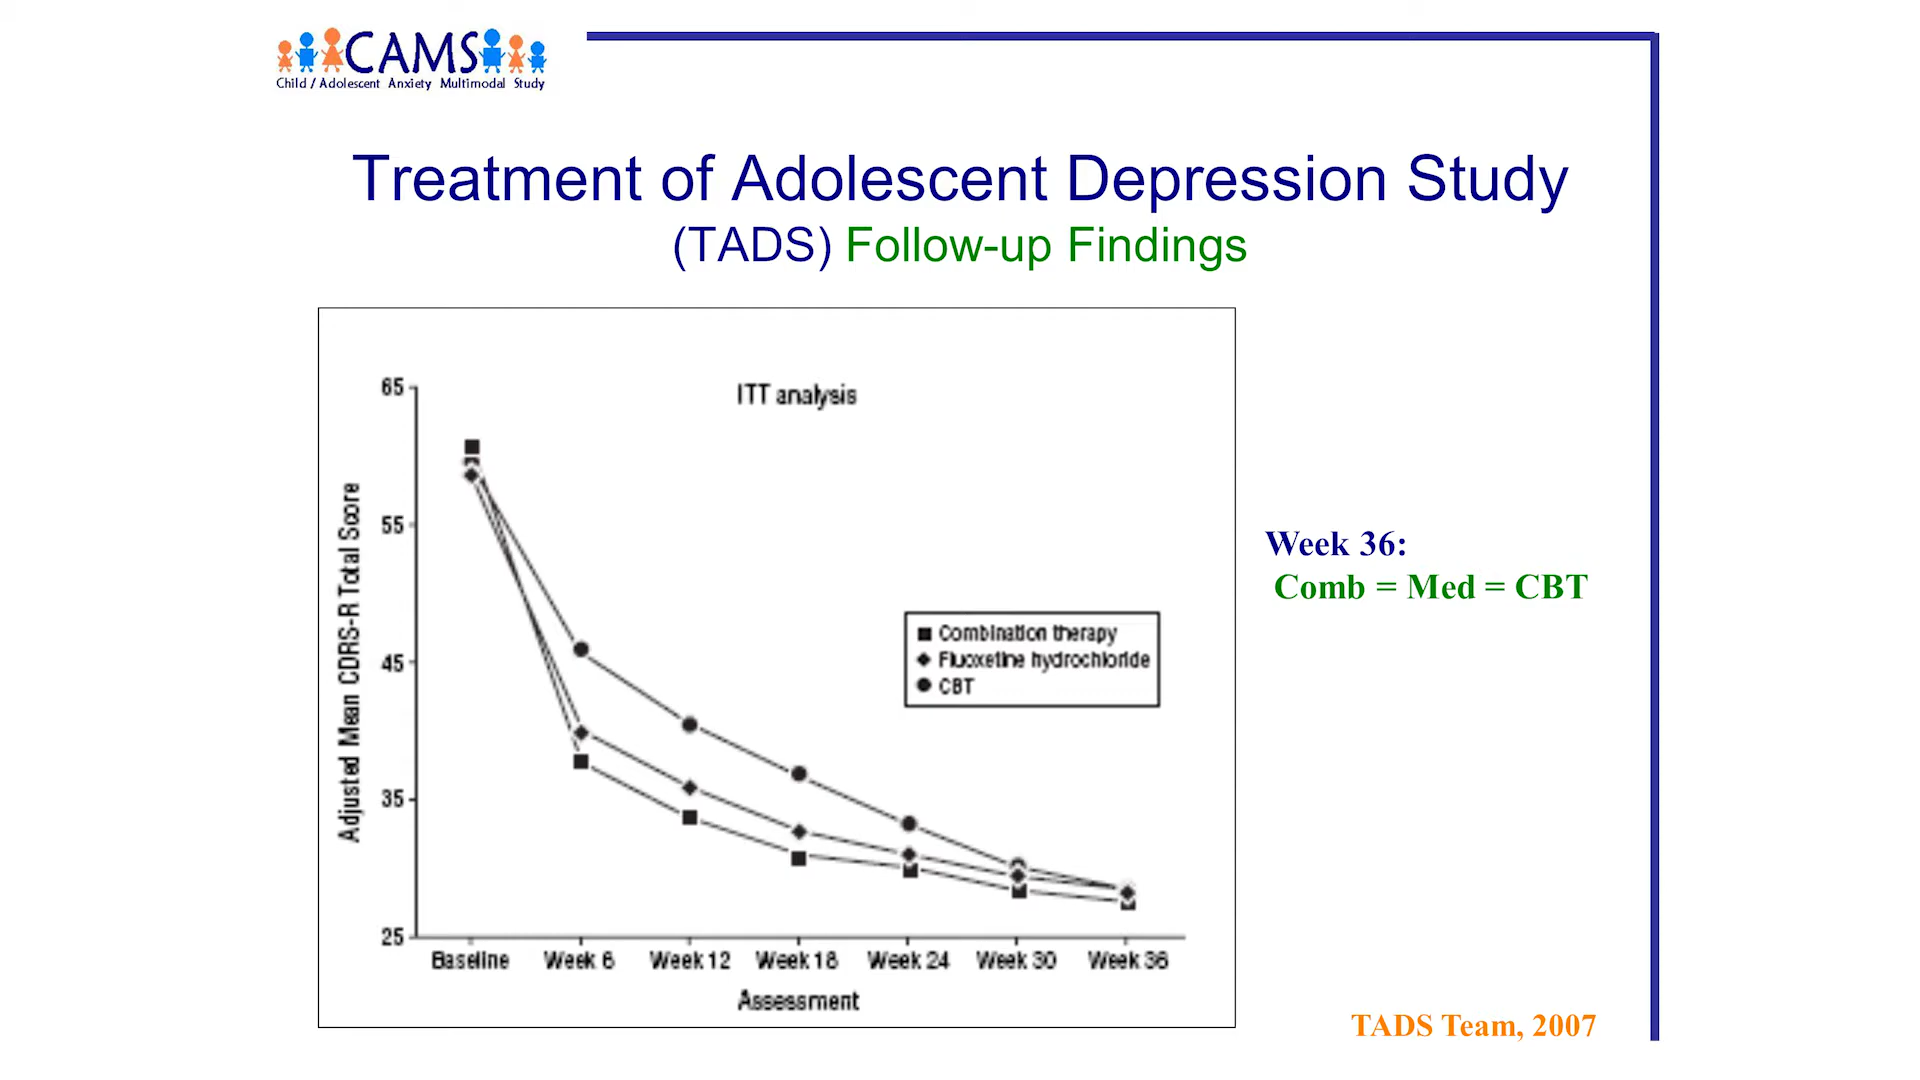 CAMS
Child / Adolescent Anxiety Multimodal Study
Treatment of Adolescent Depression Study
(TADS) Follow-up Findings
ITT analysis
Adjusted Mean CDRS-R Total Score
65
55
45
35
25
Combination therapy
Fluoxetine hydrochloride
CBT
Baseline Week 6 Week 12 Week 18 Week 24 Week 30 Week 36
Assessment
Week 36:
Comb = Med = CBT
TADS Team, 2007